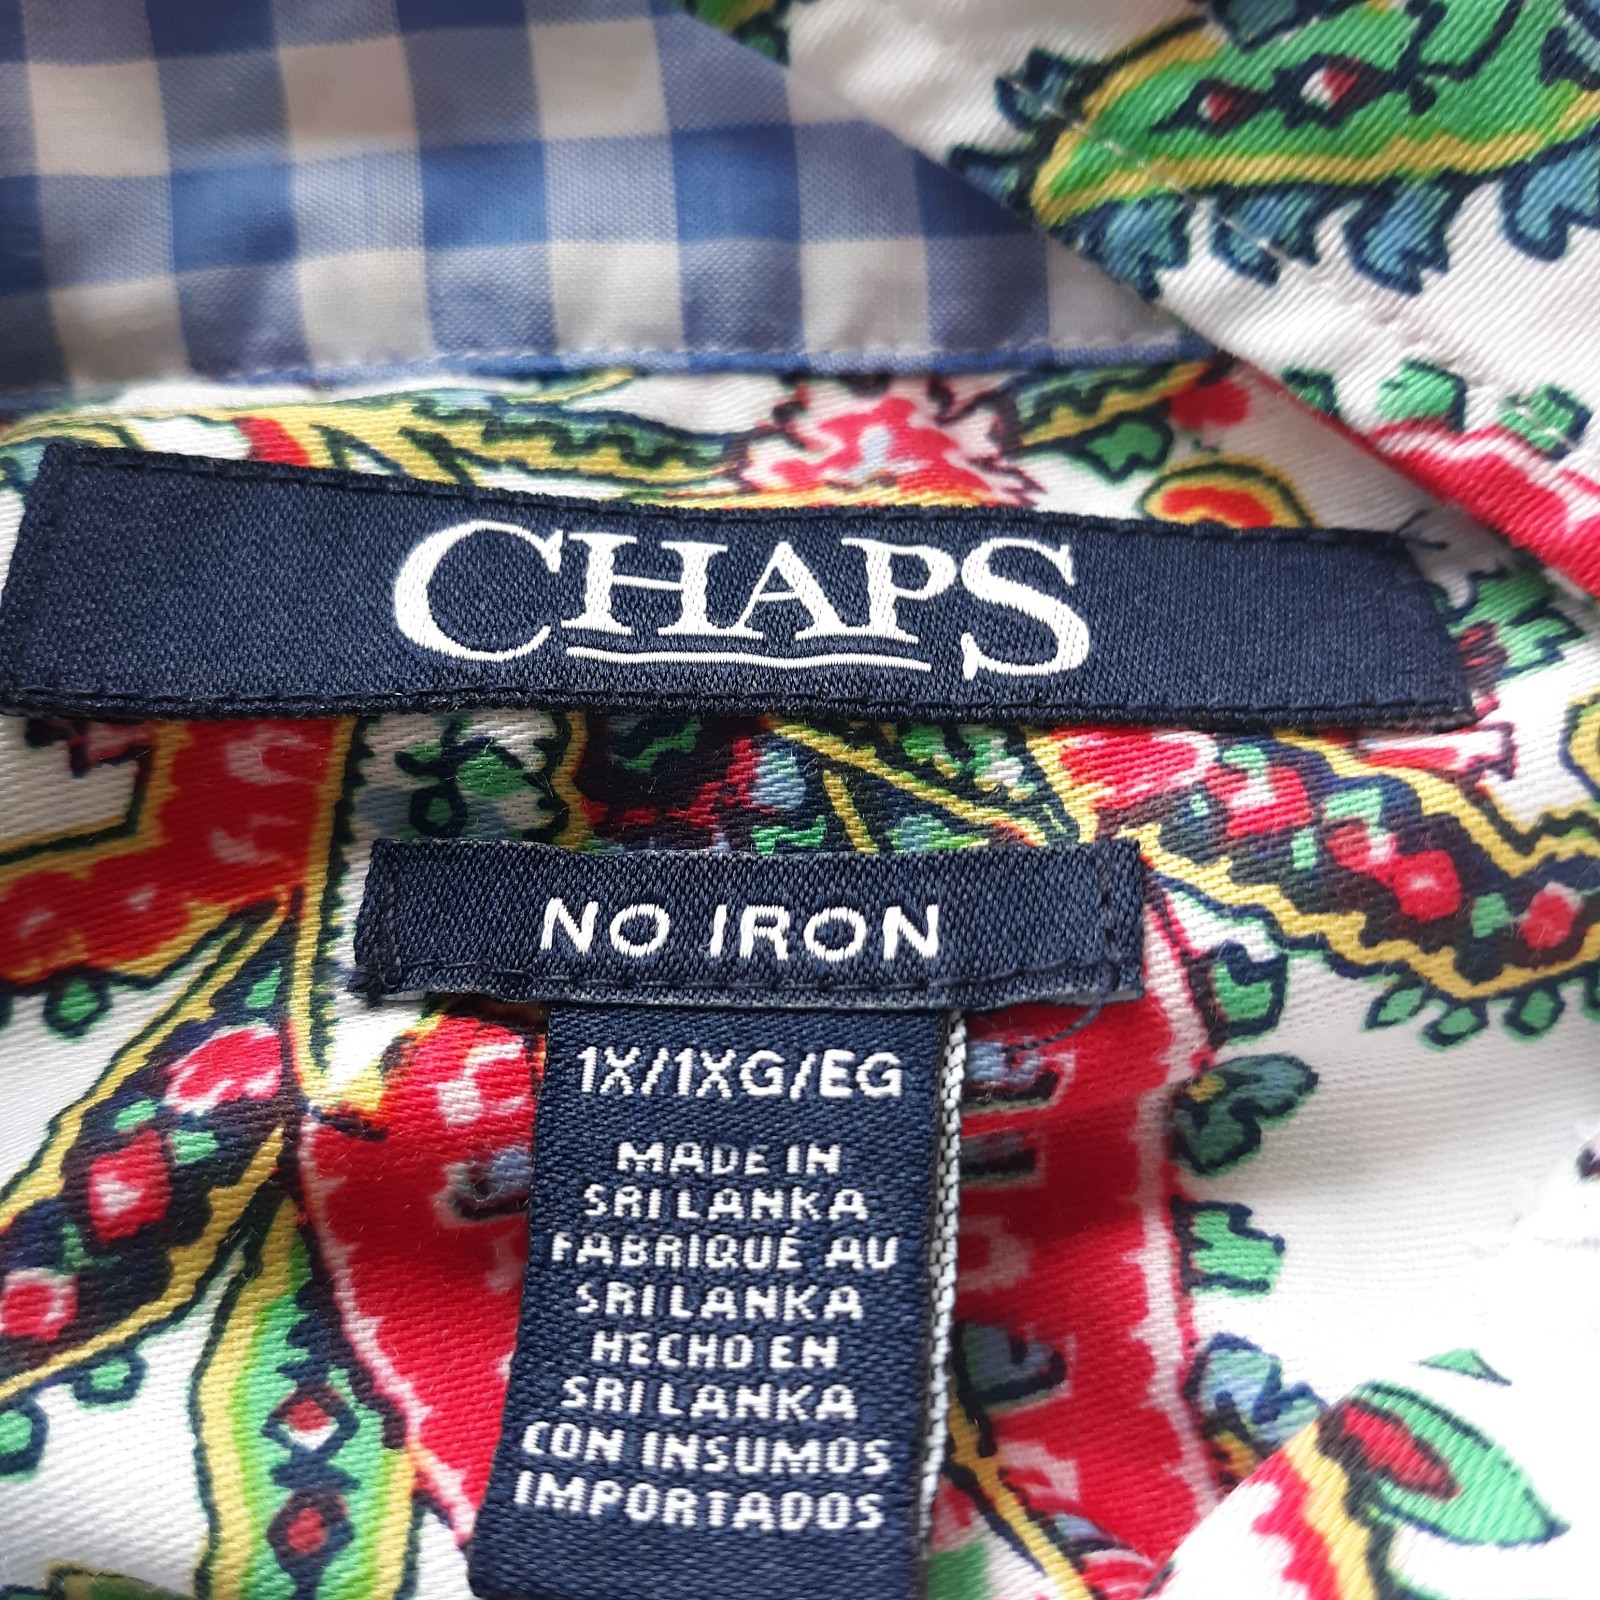 CHAPS
NO IRON
1X/1XG/EG
MADE IN
SRI LANKA
FABRIQUÉ AU
SRI LANKA
HECHO EN
SRI LANKA
CON INSUMOS
IMPORTADOS